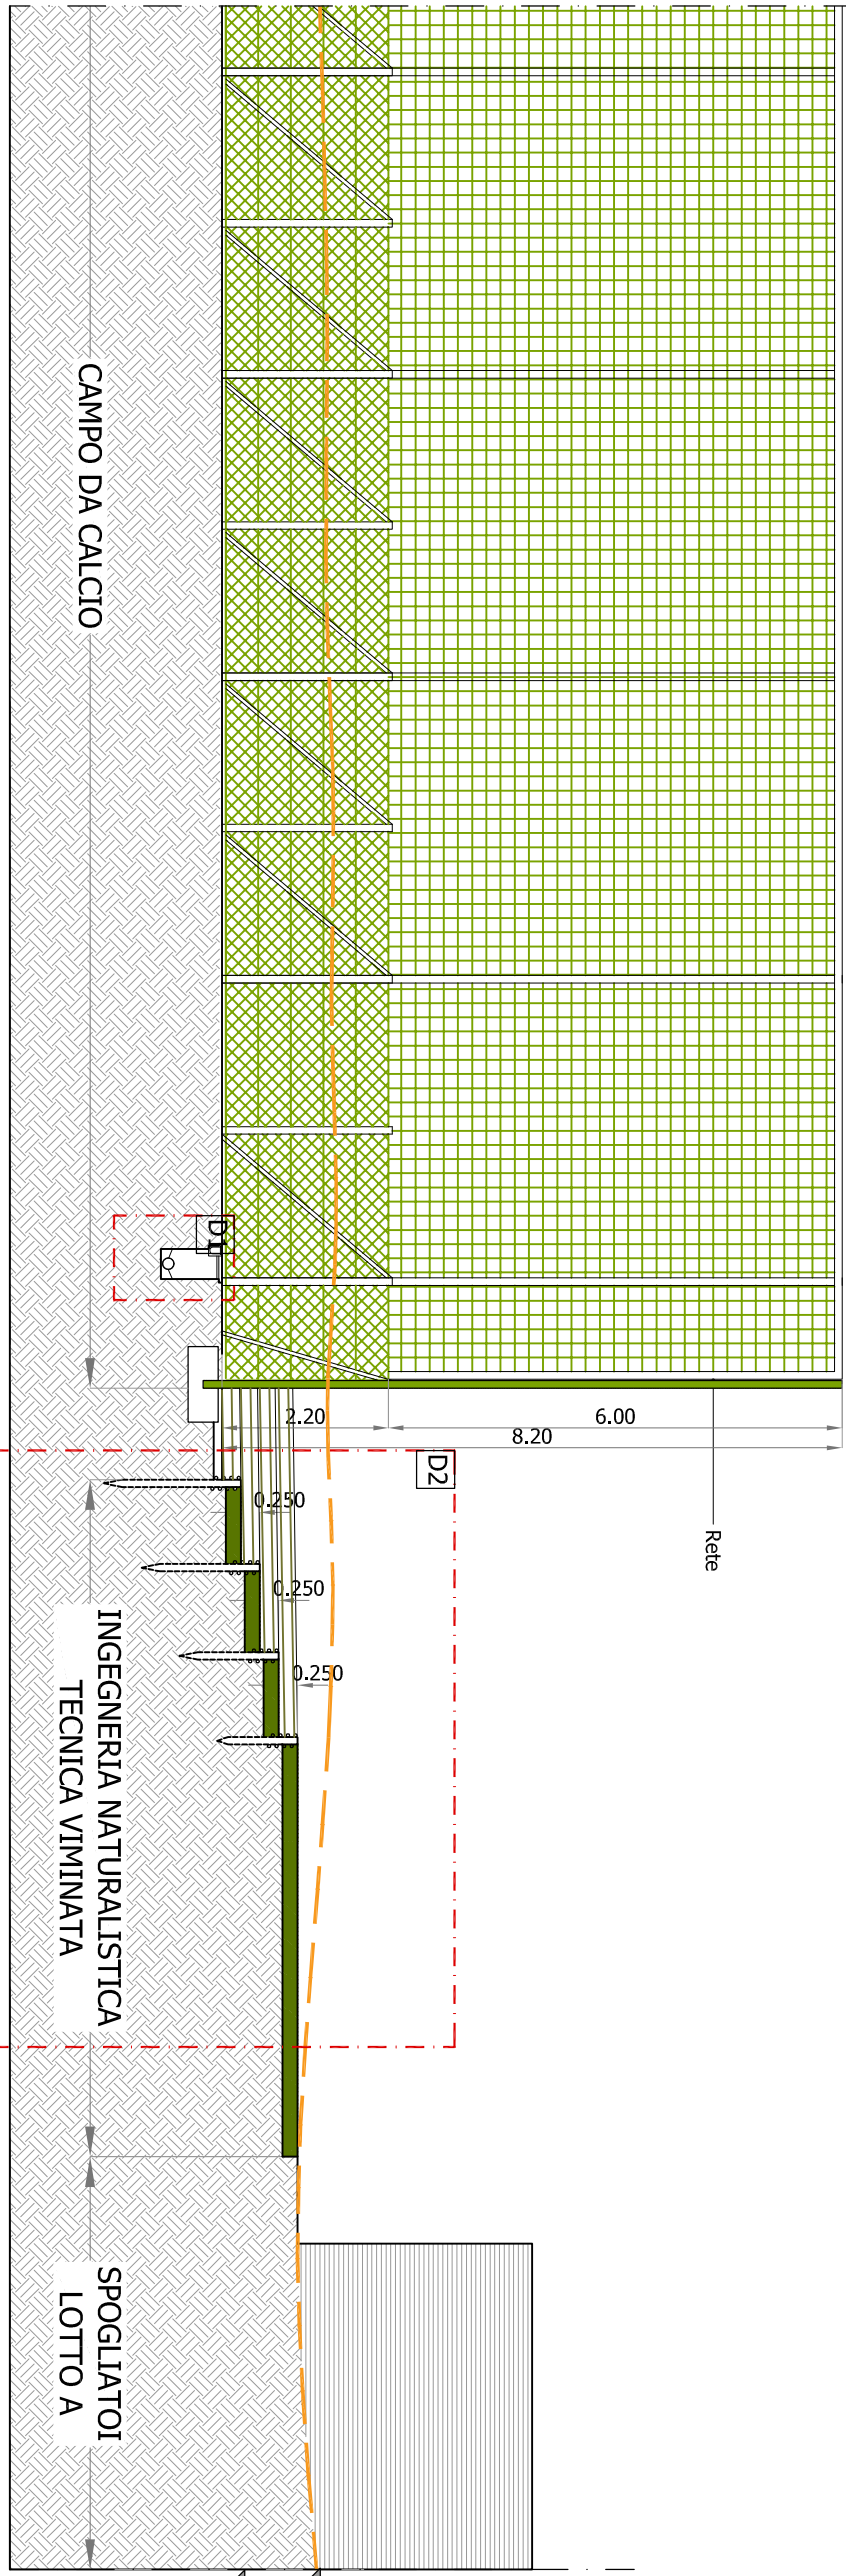 CAMPO DA CALCIO
D1
2.20
6.00
8.20
D2
Rete
0.250
0.250
0.250
INGEGNERIA NATURALISTICA
TECNICA VIMINATA
SPOGLIATOI
LOTTO A